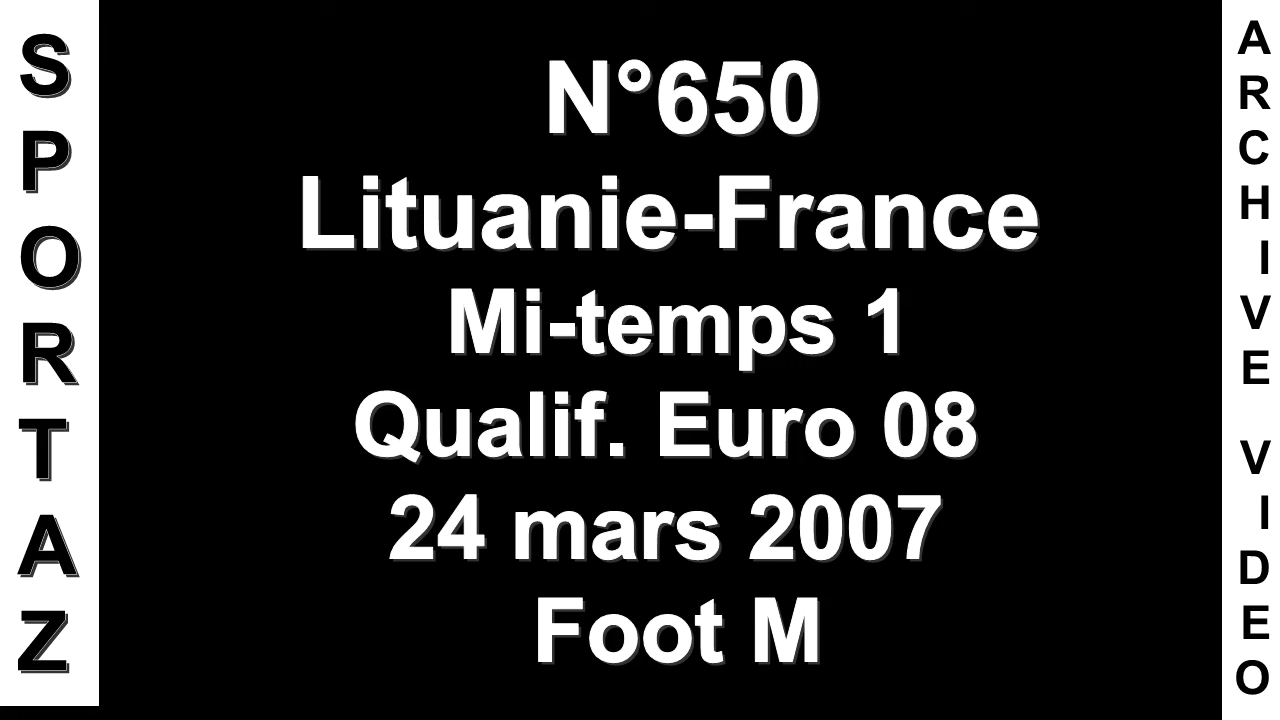 SPORTAZ
N°650
Lituanie-France
Mi-temps 1
Qualif. Euro 08
24 mars 2007
Foot M
ARCHIVE VIDEO